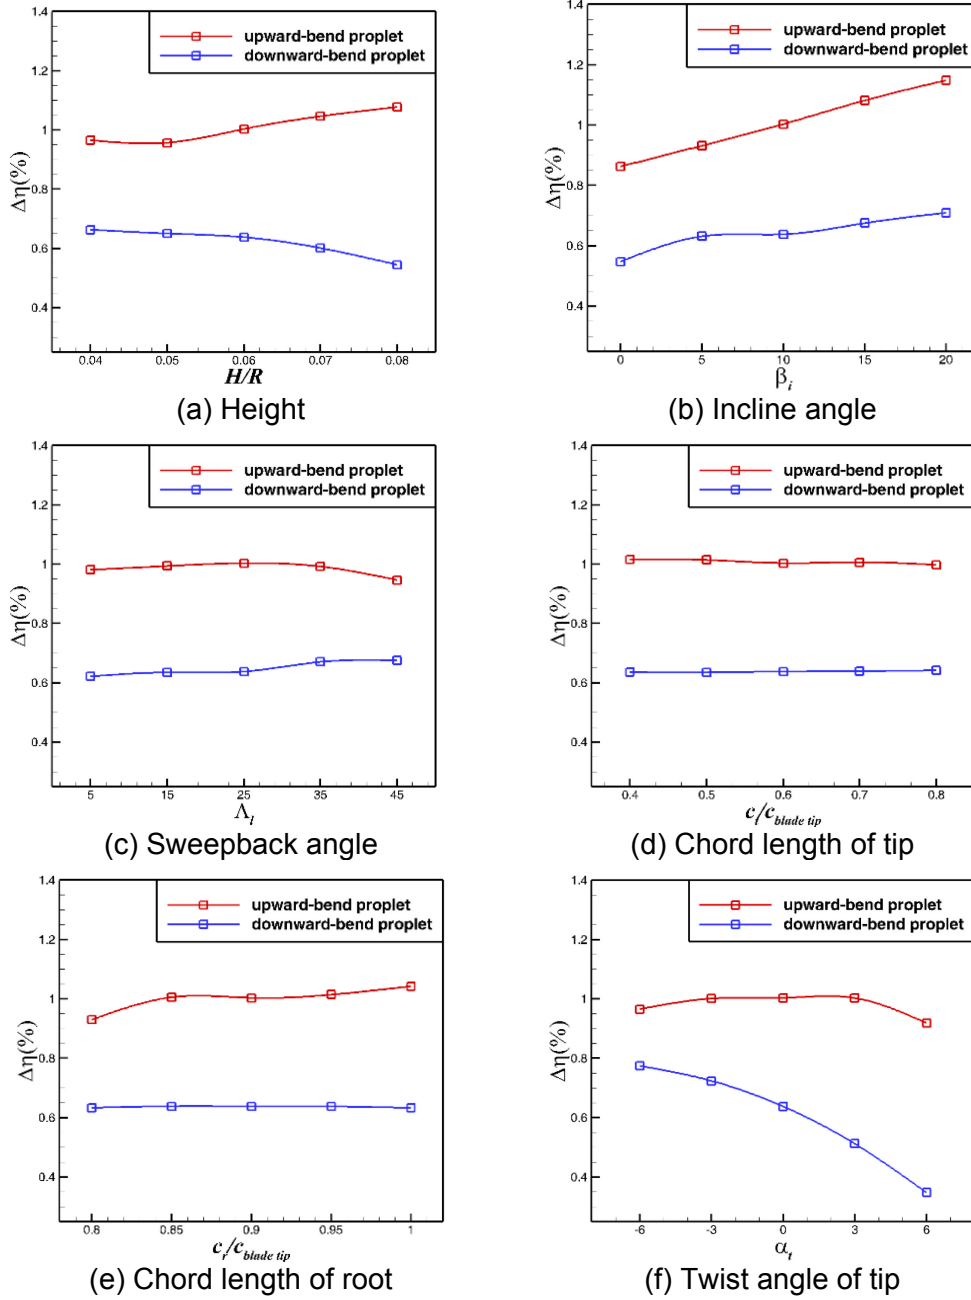 upward-bend proplet
downward-bend proplet
1.4
1.2
1
0.8
0.6
0.4
Δη(%)
0.04 0.05 0.06 0.07 0.08
H/R
(a) Height
upward-bend proplet
downward-bend proplet
1.4
1.2
1
0.8
0.6
0.4
Δη(%)
0 5 10 15 20
βi
(b) Incline angle
upward-bend proplet
downward-bend proplet
1.4
1.2
1
0.8
0.6
0.4
Δη(%)
5 15 25 35 45
Λt
(c) Sweepback angle
upward-bend proplet
downward-bend proplet
1.4
1.2
1
0.8
0.6
0.4
Δη(%)
0.4 0.5 0.6 0.7 0.8
ct/cblade tip
(d) Chord length of tip
upward-bend proplet
downward-bend proplet
1.4
1.2
1
0.8
0.6
0.4
Δη(%)
0.8 0.85 0.9 0.95 1
cr/cblade tip
(e) Chord length of root
upward-bend proplet
downward-bend proplet
1.4
1.2
1
0.8
0.6
0.4
Δη(%)
-6 -3 0 3 6
αt
(f) Twist angle of tip